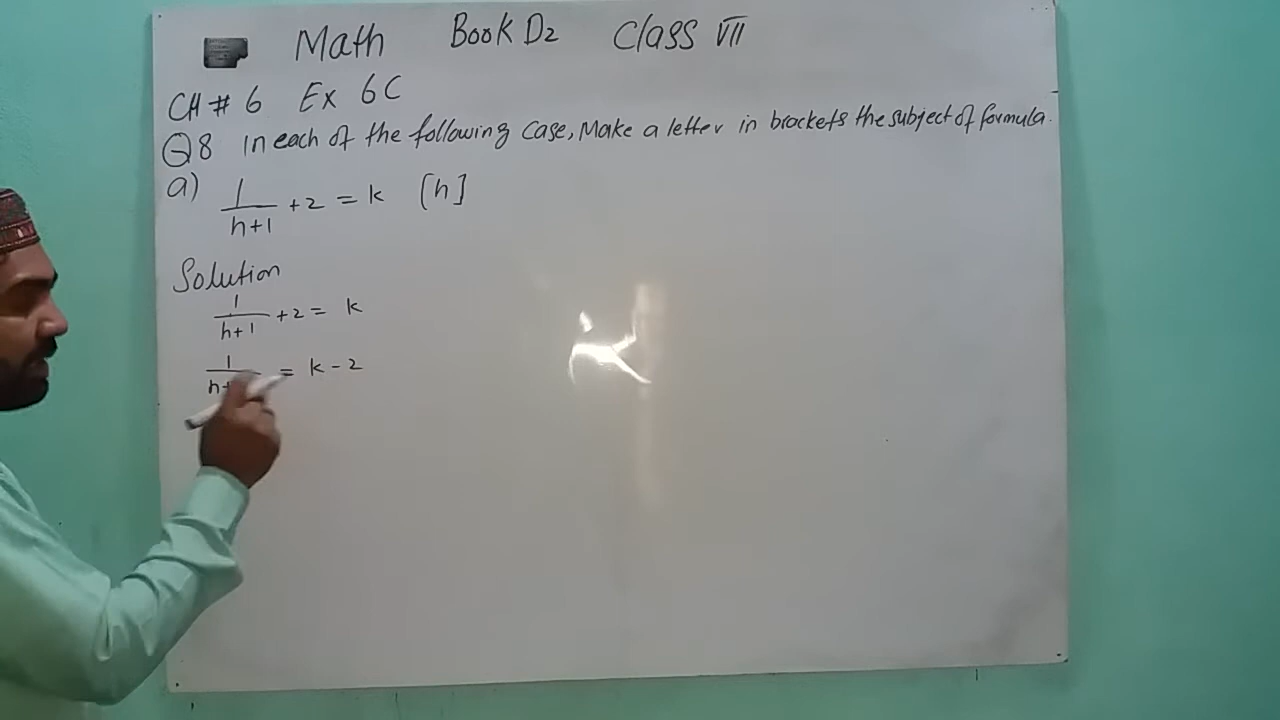 Math Book D2 Class VII
CH # 6 Ex 6C
Q8 In each of the following case, Make a letter in brackets the subject of formula.
a) 1/(h+1) + 2 = k [h]
Solution
1/(h+1) + 2 = k
1/(h+ = k - 2